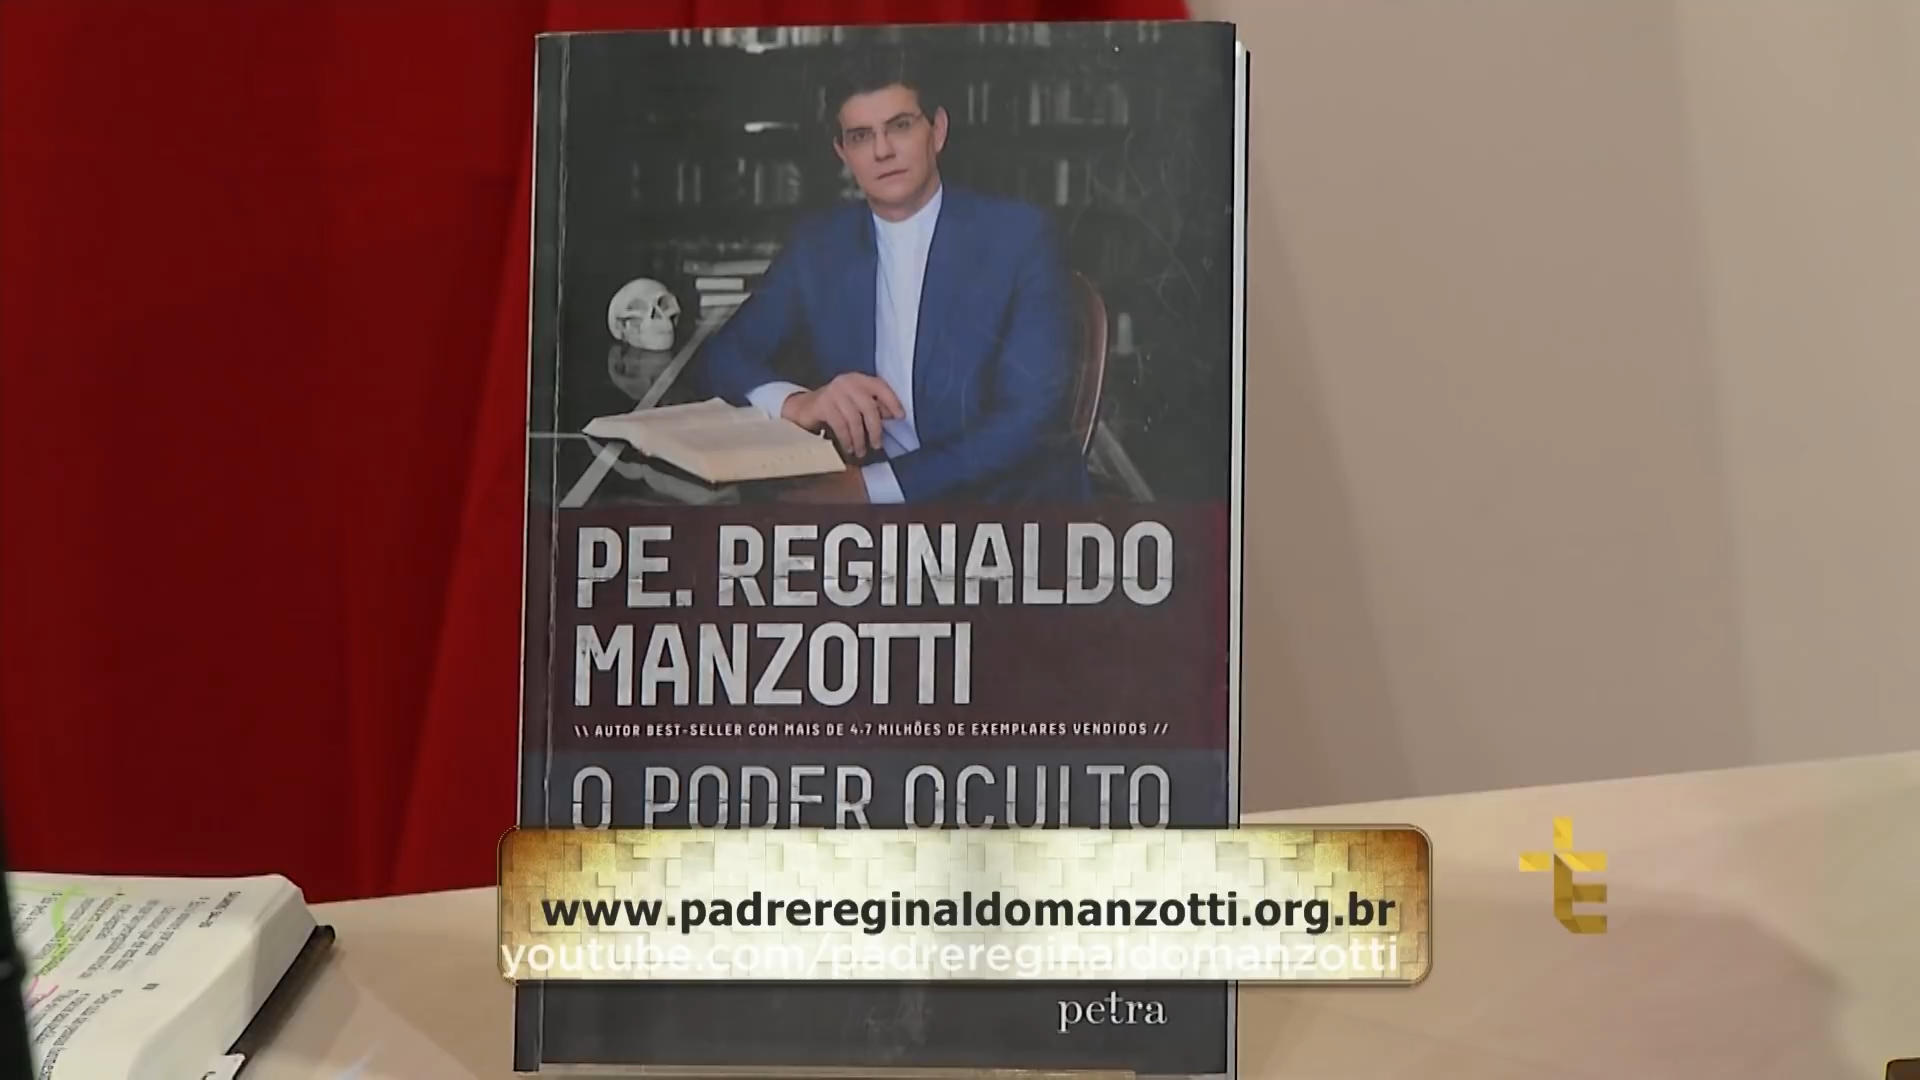 PE. REGINALDO
MANZOTTI
\\ AUTOR BEST-SELLER COM MAIS DE 4,7 MILHÕES DE EXEMPLARES VENDIDOS //
O PODER OCULTO
www.padrereginaldomanzotti.org.br
youtube.com/padrereginaldomanzotti
petra